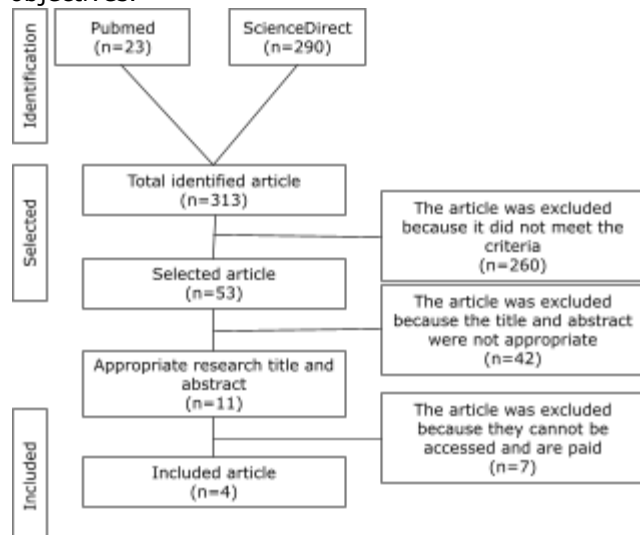 objectives.
Identification
Pubmed
(n=23)
ScienceDirect
(n=290)
Selected
Total identified article
(n=313)
The article was excluded
because it did not meet the
criteria
(n=260)
Selected article
(n=53)
The article was excluded
because the title and abstract
were not appropriate
(n=42)
Appropriate research title and
abstract
(n=11)
Included
The article was excluded
because they cannot be
accessed and are paid
(n=7)
Included article
(n=4)